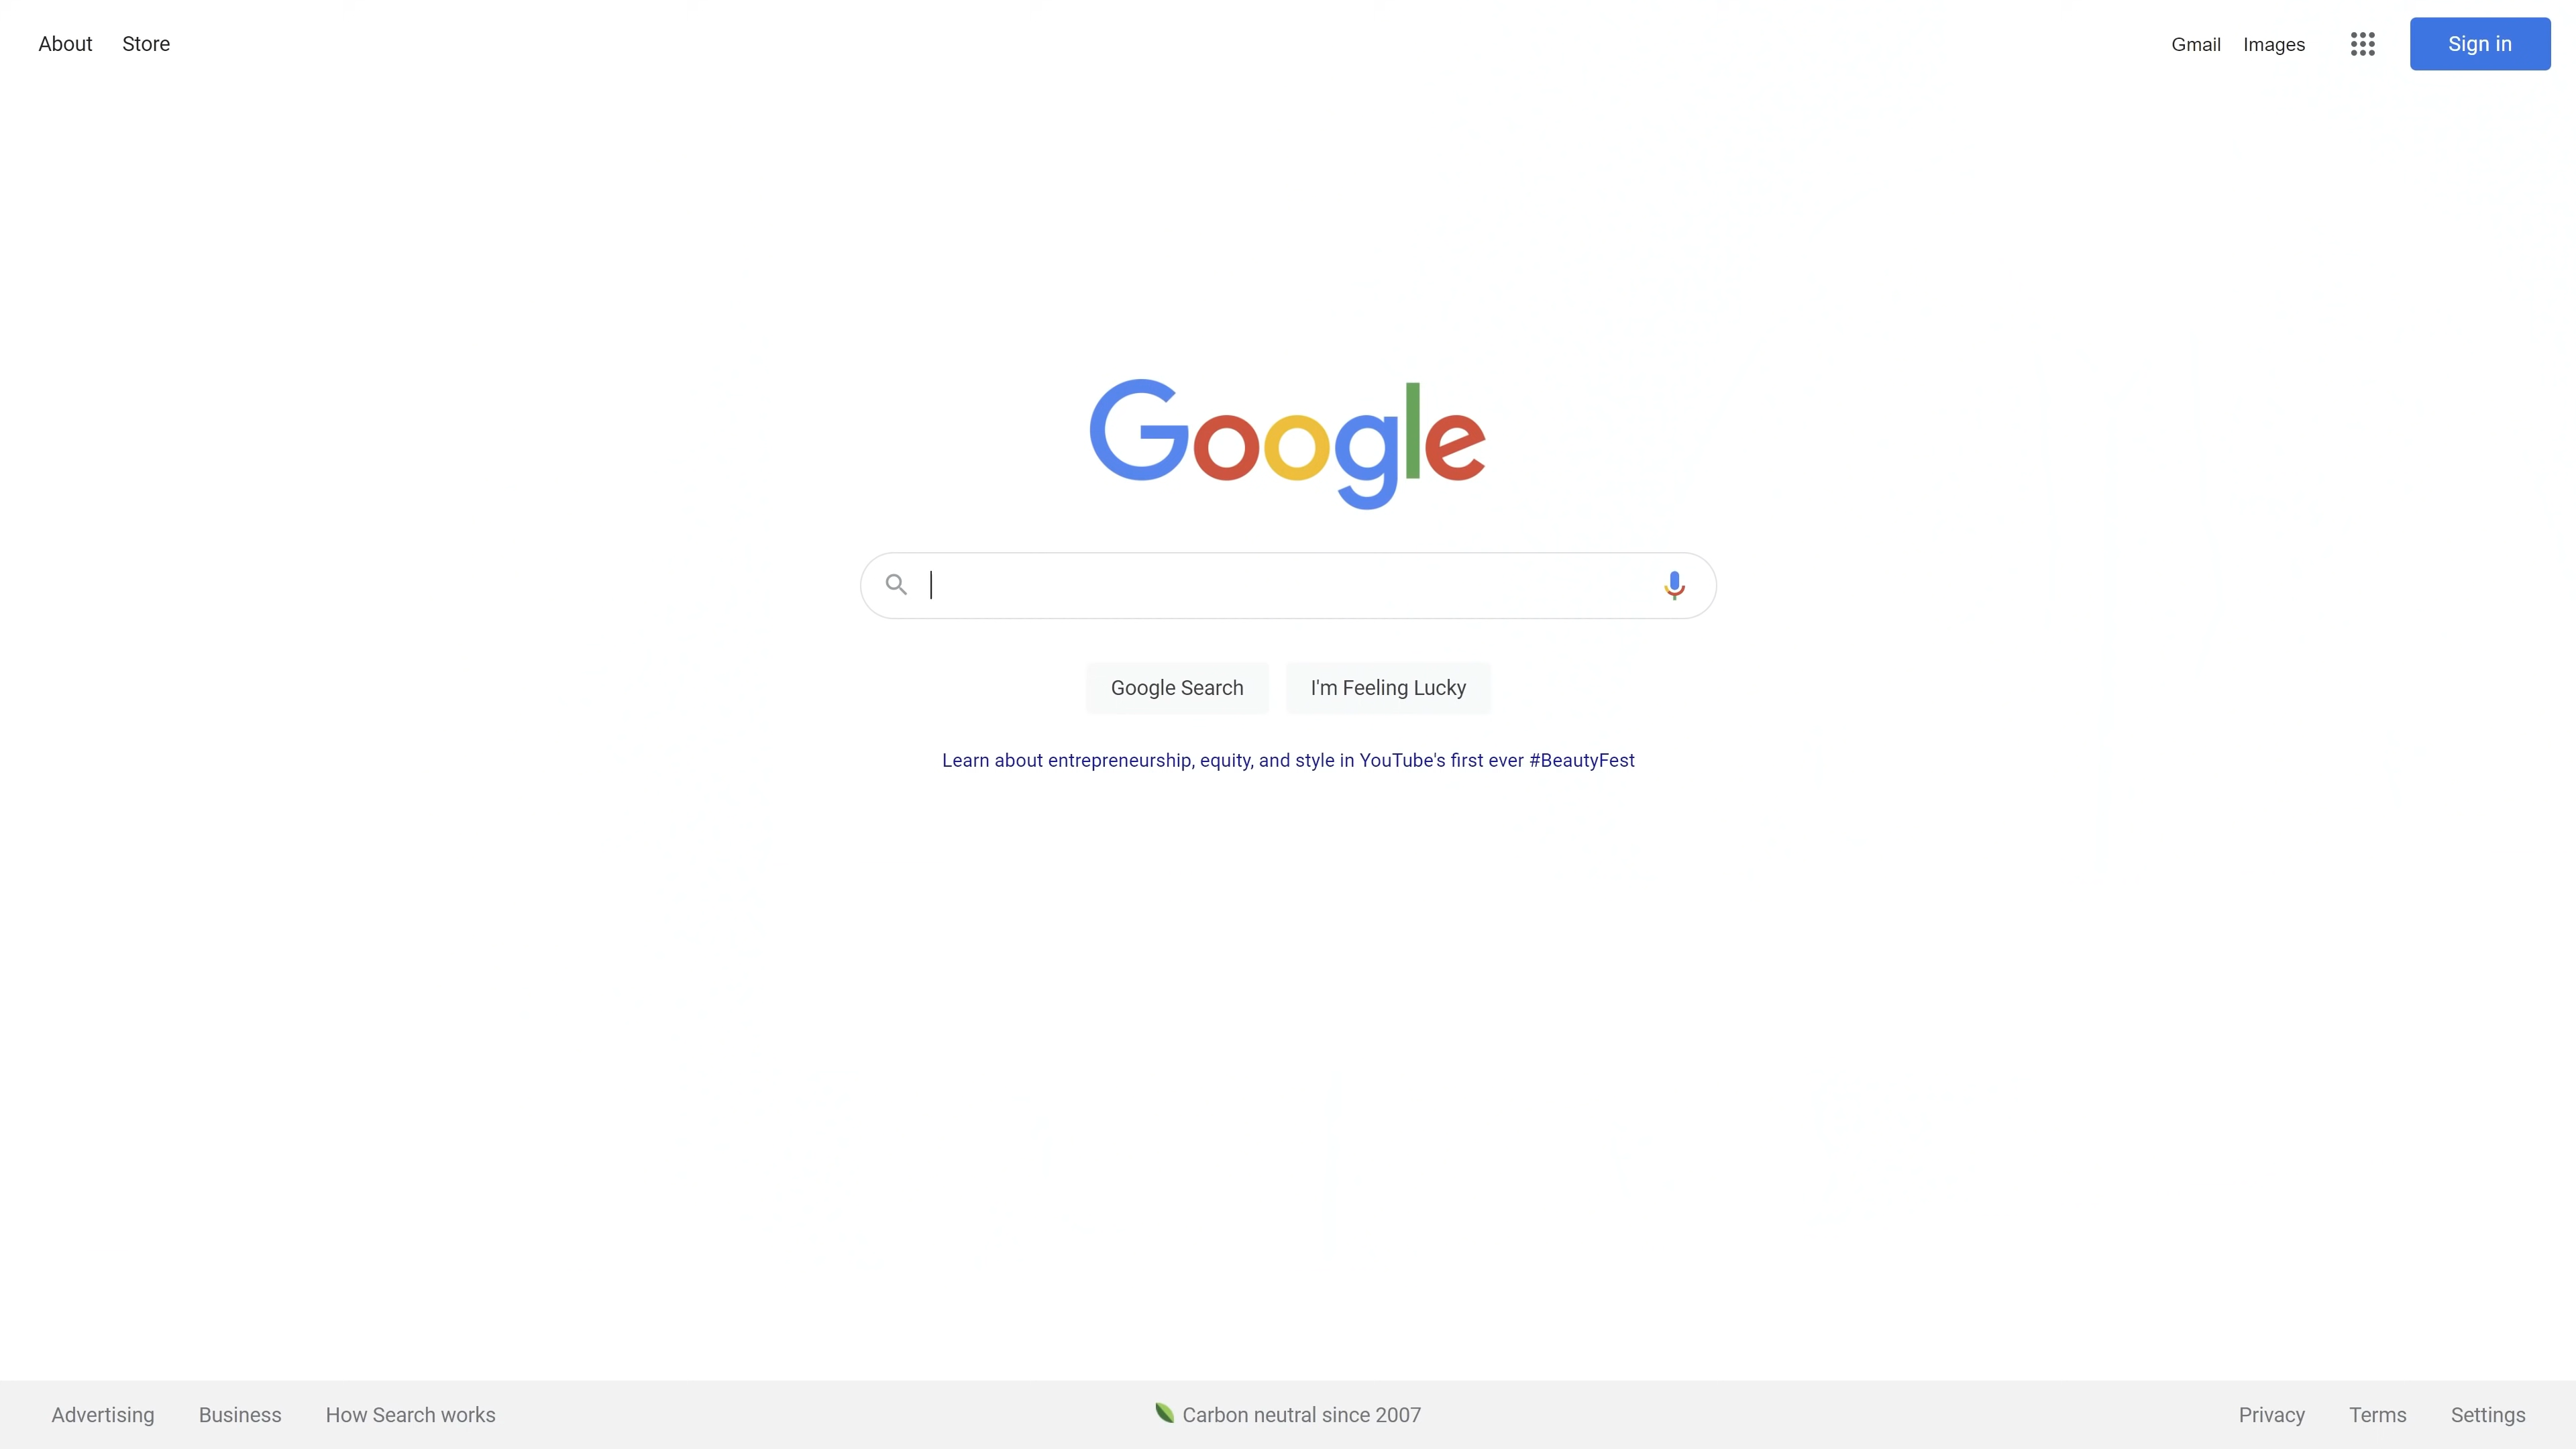 About Store Gmail Images Sign in
Google
Google Search I'm Feeling Lucky
Learn about entrepreneurship, equity, and style in YouTube's first ever #BeautyFest
Advertising Business How Search works Carbon neutral since 2007 Privacy Terms Settings